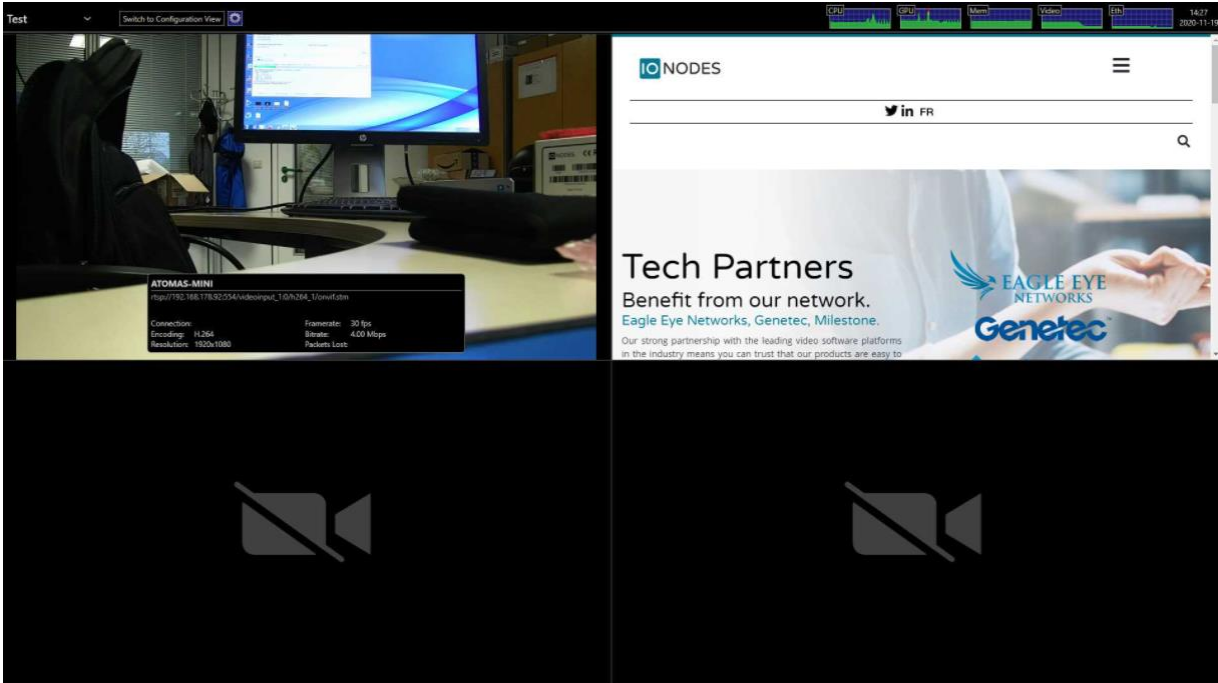 Test
Switch to Configuration View
CPU
GPU
Mem
Video
Eth
14:27
2020-11-19
ATOMAS-MINI
rtsp://192.168.178.92:554/videoinput_1:0/h264_1/onvif.stm
Connection:
Framerate: 30 fps
Encoding: H.264
Bitrate: 4.00 Mbps
Resolution: 1920x1080
Packets Lost:
IONODES
in FR
Tech Partners
Benefit from our network.
Eagle Eye Networks, Genetec, Milestone.
Our strong partnership with the leading video software platforms
in the industry means you can trust that our products are easy to
EAGLE EYE
NETWORKS
Genetec
IONODES
hp